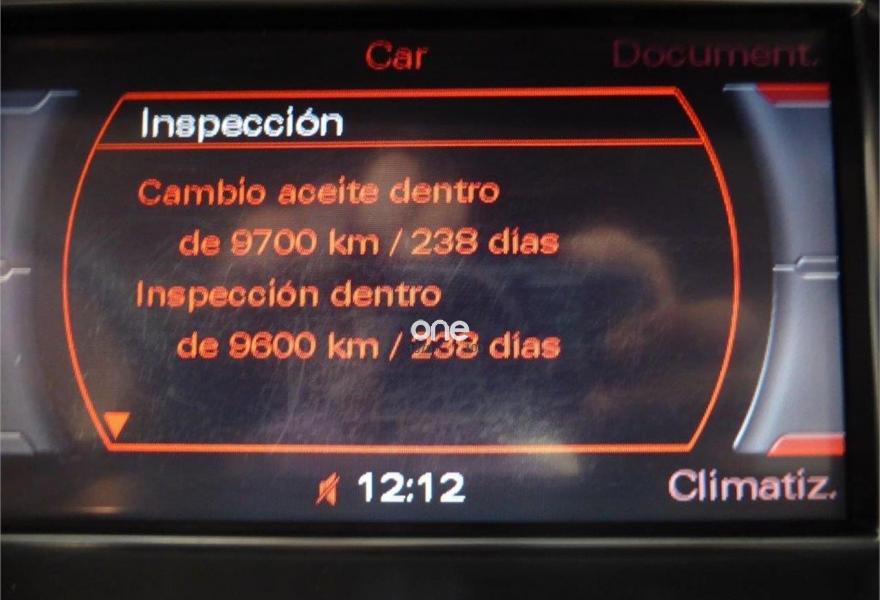 Car
Document.
Inspección
Cambio aceite dentro
de 9700 km / 238 días
Inspección dentro
de 9600 km / 238 días
one
12:12
Climatiz.